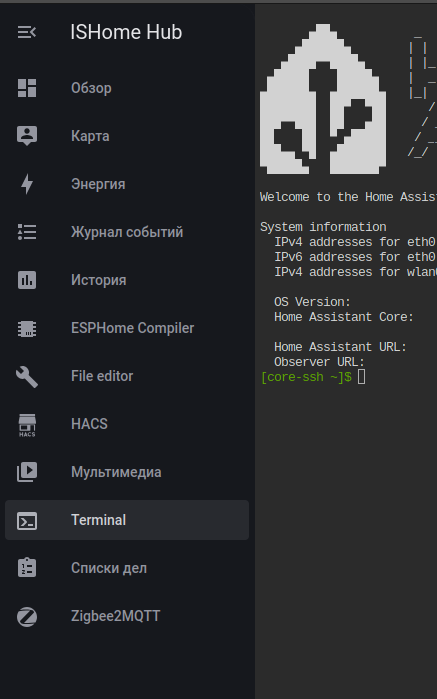 ISHome Hub
Обзор
Карта
Энергия
Журнал событий
История
ESPHome Compiler
File editor
HACS
HACS
Мультимедиа
Terminal
Списки дел
Zigbee2MQTT
Welcome to the Home Assis
System information
IPv4 addresses for eth0
IPv6 addresses for eth0
IPv4 addresses for wlan
OS Version:
Home Assistant Core:
Home Assistant URL:
Observer URL:
[core-ssh ~]$